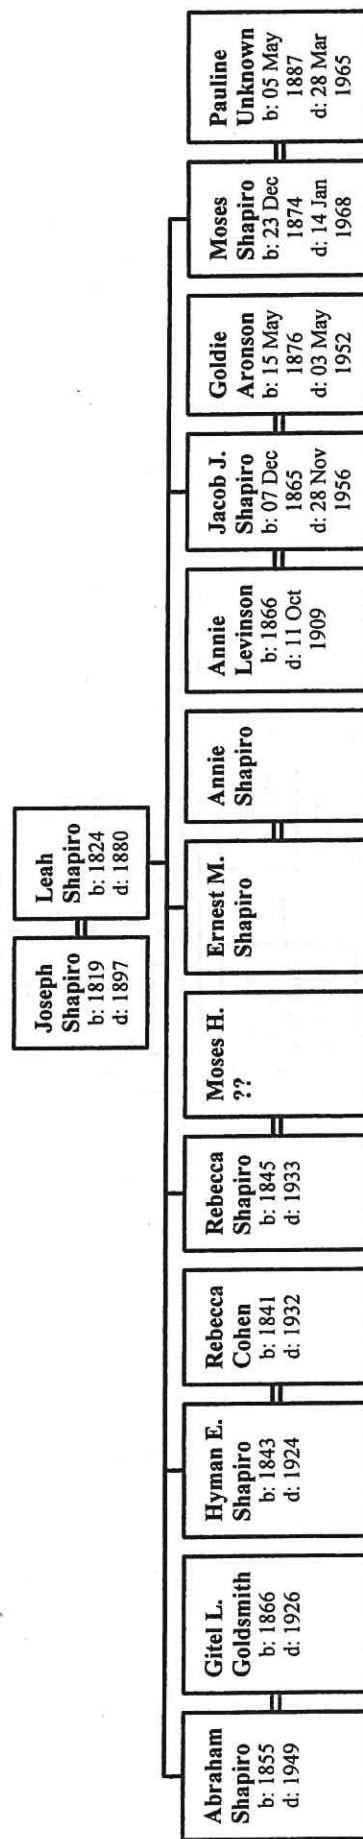 Joseph
Shapiro
b: 1819
d: 1897
Leah
Shapiro
b: 1824
d: 1880
Abraham
Shapiro
b: 1855
d: 1949
Gitel L.
Goldsmith
b: 1866
d: 1926
Hyman E.
Shapiro
b: 1843
d: 1924
Rebecca
Cohen
b: 1841
d: 1932
Rebecca
Shapiro
b: 1845
d: 1933
Moses H.
??
Ernest M.
Shapiro
Annie
Shapiro
Annie
Levinson
b: 1866
d: 11 Oct
1909
Jacob J.
Shapiro
b: 07 Dec
1865
d: 28 Nov
1956
Goldie
Aronson
b: 15 May
1876
d: 03 May
1952
Moses
Shapiro
b: 23 Dec
1874
d: 14 Jan
1968
Pauline
Unknown
b: 05 May
1887
d: 28 Mar
1965